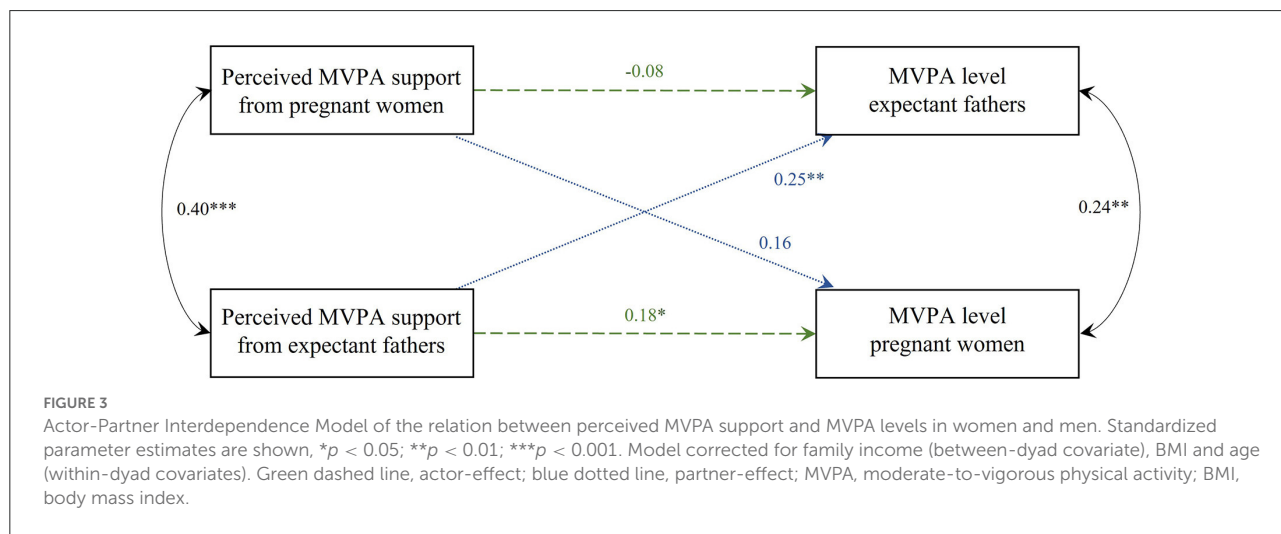 Perceived MVPA support
from pregnant women
-0.08
MVPA level
expectant fathers
0.40***
0.25**
0.24**
0.16
Perceived MVPA support
from expectant fathers
0.18*
MVPA level
pregnant women
FIGURE 3
Actor-Partner Interdependence Model of the relation between perceived MVPA support and MVPA levels in women and men. Standardized
parameter estimates are shown, *p < 0.05; **p < 0.01; ***p < 0.001. Model corrected for family income (between-dyad covariate), BMI and age
(within-dyad covariates). Green dashed line, actor-effect; blue dotted line, partner-effect; MVPA, moderate-to-vigorous physical activity; BMI,
body mass index.